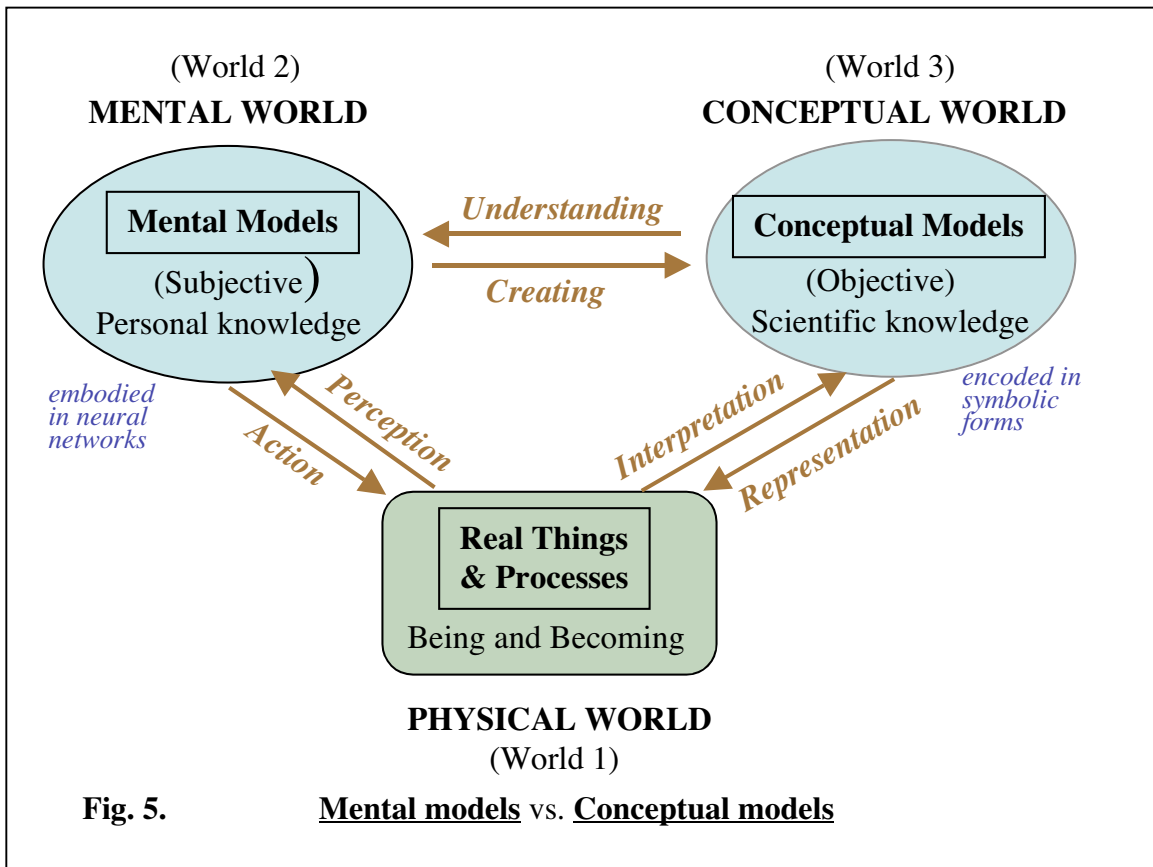 (World 2)
MENTAL WORLD
(World 3)
CONCEPTUAL WORLD
Mental Models
(Subjective)
Personal knowledge
Understanding
Creating
Conceptual Models
(Objective)
Scientific knowledge
embodied
in neural
networks
Action
Perception
Interpretation
Representation
encoded in
symbolic
forms
Real Things
& Processes
Being and Becoming
PHYSICAL WORLD
(World 1)
Fig. 5. Mental models vs. Conceptual models